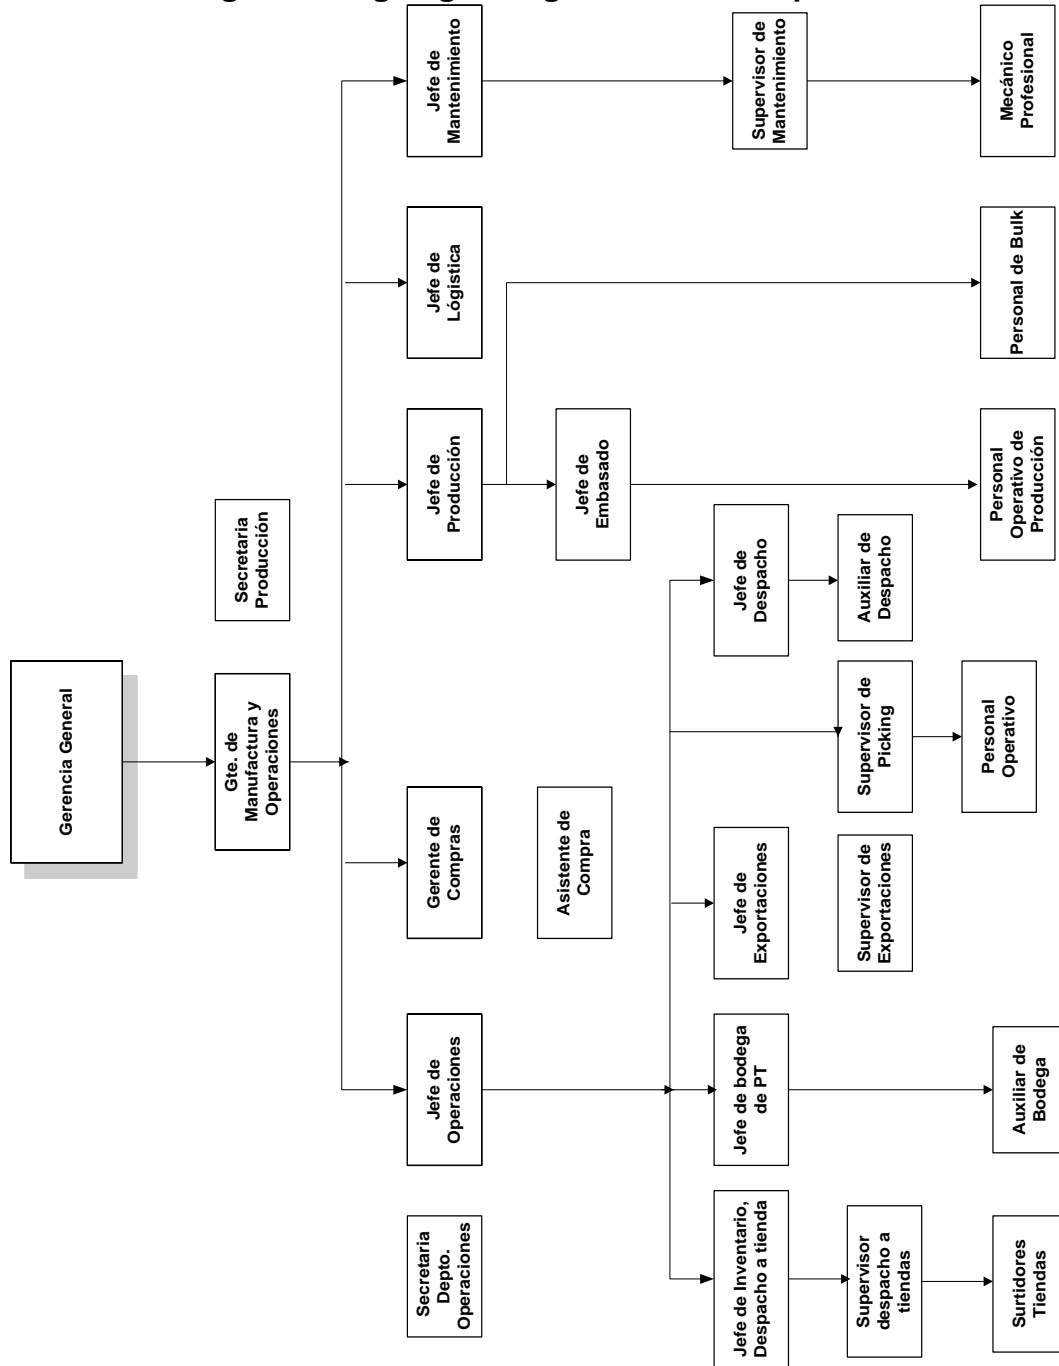 Gerencia General
Gte. de
Manufactura y
Operaciones
Secretaria
Producción
Secretaria
Depto.
Operaciones
Jefe de
Operaciones
Gerente de
Compras
Jefe de
Producción
Jefe de
Lógistica
Jefe de
Mantenimiento
Asistente de
Compra
Jefe de
Embasado
Jefe de Inventario,
Despacho a tienda
Jefe de bodega
de PT
Jefe de
Exportaciones
Jefe de
Despacho
Supervisor de
Mantenimiento
Supervisor
despacho a
tiendas
Supervisor de
Exportaciones
Supervisor de
Picking
Auxiliar de
Despacho
Surtidores
Tiendas
Auxiliar de
Bodega
Personal
Operativo
Personal
Operativo de
Producción
Personal de Bulk
Mecánico
Profesional